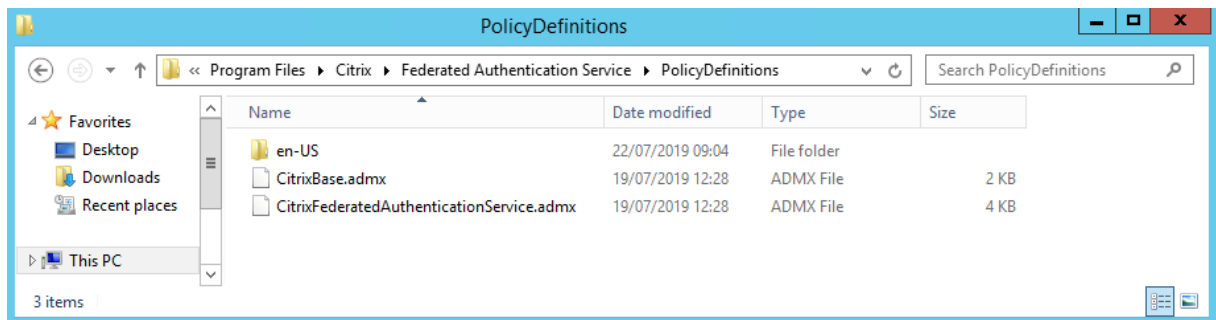 PolicyDefinitions
« Program Files Citrix Federated Authentication Service PolicyDefinitions Search PolicyDefinitions
Favorites
Desktop
Downloads
Recent places
This PC
Name Date modified Type Size
en-US 22/07/2019 09:04 File folder
CitrixBase.admx 19/07/2019 12:28 ADMX File 2 KB
CitrixFederatedAuthenticationService.admx 19/07/2019 12:28 ADMX File 4 KB
3 items